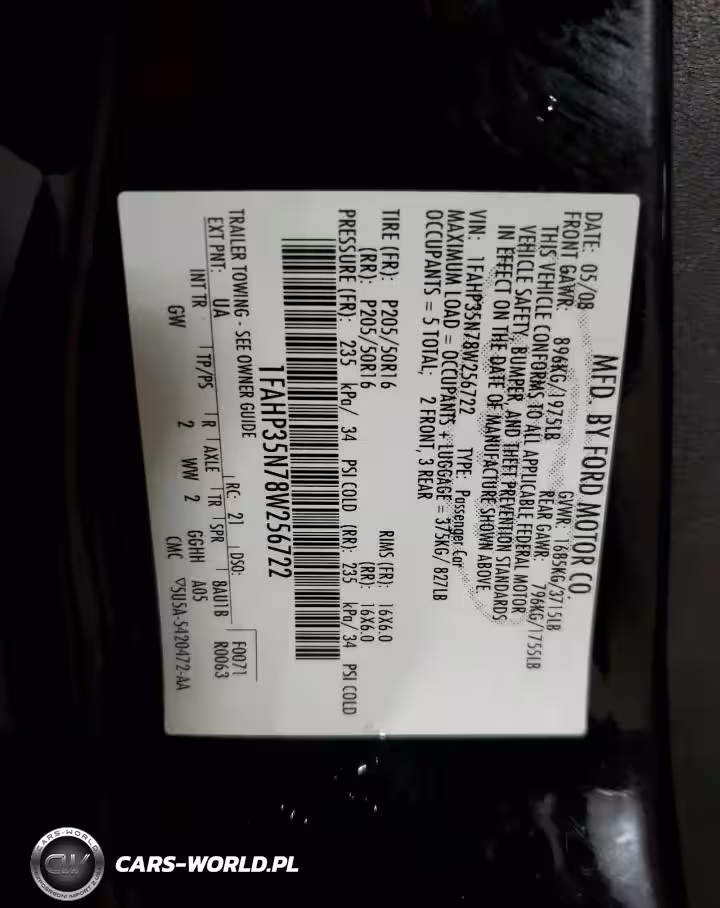 MFD. BY FORD MOTOR CO.
DATE: 05/08 GVWR: 1685KG/3715LB
FRONT GAWR: 896KG/1975LB REAR GAWR: 796KG/1755LB
THIS VEHICLE CONFORMS TO ALL APPLICABLE FEDERAL MOTOR
VEHICLE SAFETY, BUMPER, AND THEFT PREVENTION STANDARDS
IN EFFECT ON THE DATE OF MANUFACTURE SHOWN ABOVE.
VIN: 1FAHP35N78W256722 TYPE: Passenger Car
MAXIMUM LOAD = OCCUPANTS + LUGGAGE = 375KG/ 827LB
OCCUPANTS = 5 TOTAL; 2 FRONT, 3 REAR
TIRE (FR): P205/50R16 RIMS (FR): 16X6.0
(RR): P205/50R16 (RR): 16X6.0
PRESSURE (FR): 235 kPa/ 34 PSI COLD (RR): 235 kPa/ 34 PSI COLD
1FAHP35N78W256722
TRAILER TOWING - SEE OWNER GUIDE
EXT PNT: UA RC: 21 DSO: F0071
R0063
INT TR TP/PS R AXLE TR SPR 8AU1B
GW 2 WW 2 GGHH A05
CMC 5U5A-5420472-AA
CARS-WORLD
CW
CARS-WORLD.PL